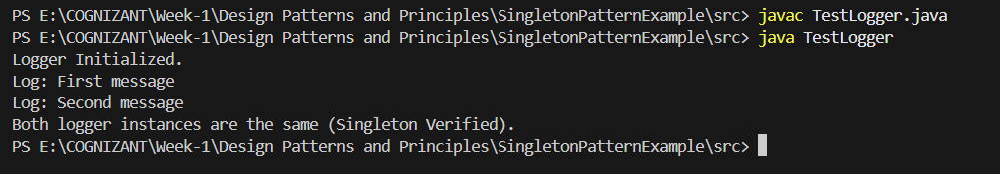 PS E:\COGNIZANT\Week-1\Design Patterns and Principles\SingletonPatternExample\src> javac TestLogger.java
PS E:\COGNIZANT\Week-1\Design Patterns and Principles\SingletonPatternExample\src> java TestLogger
Logger Initialized.
Log: First message
Log: Second message
Both logger instances are the same (Singleton Verified).
PS E:\COGNIZANT\Week-1\Design Patterns and Principles\SingletonPatternExample\src>